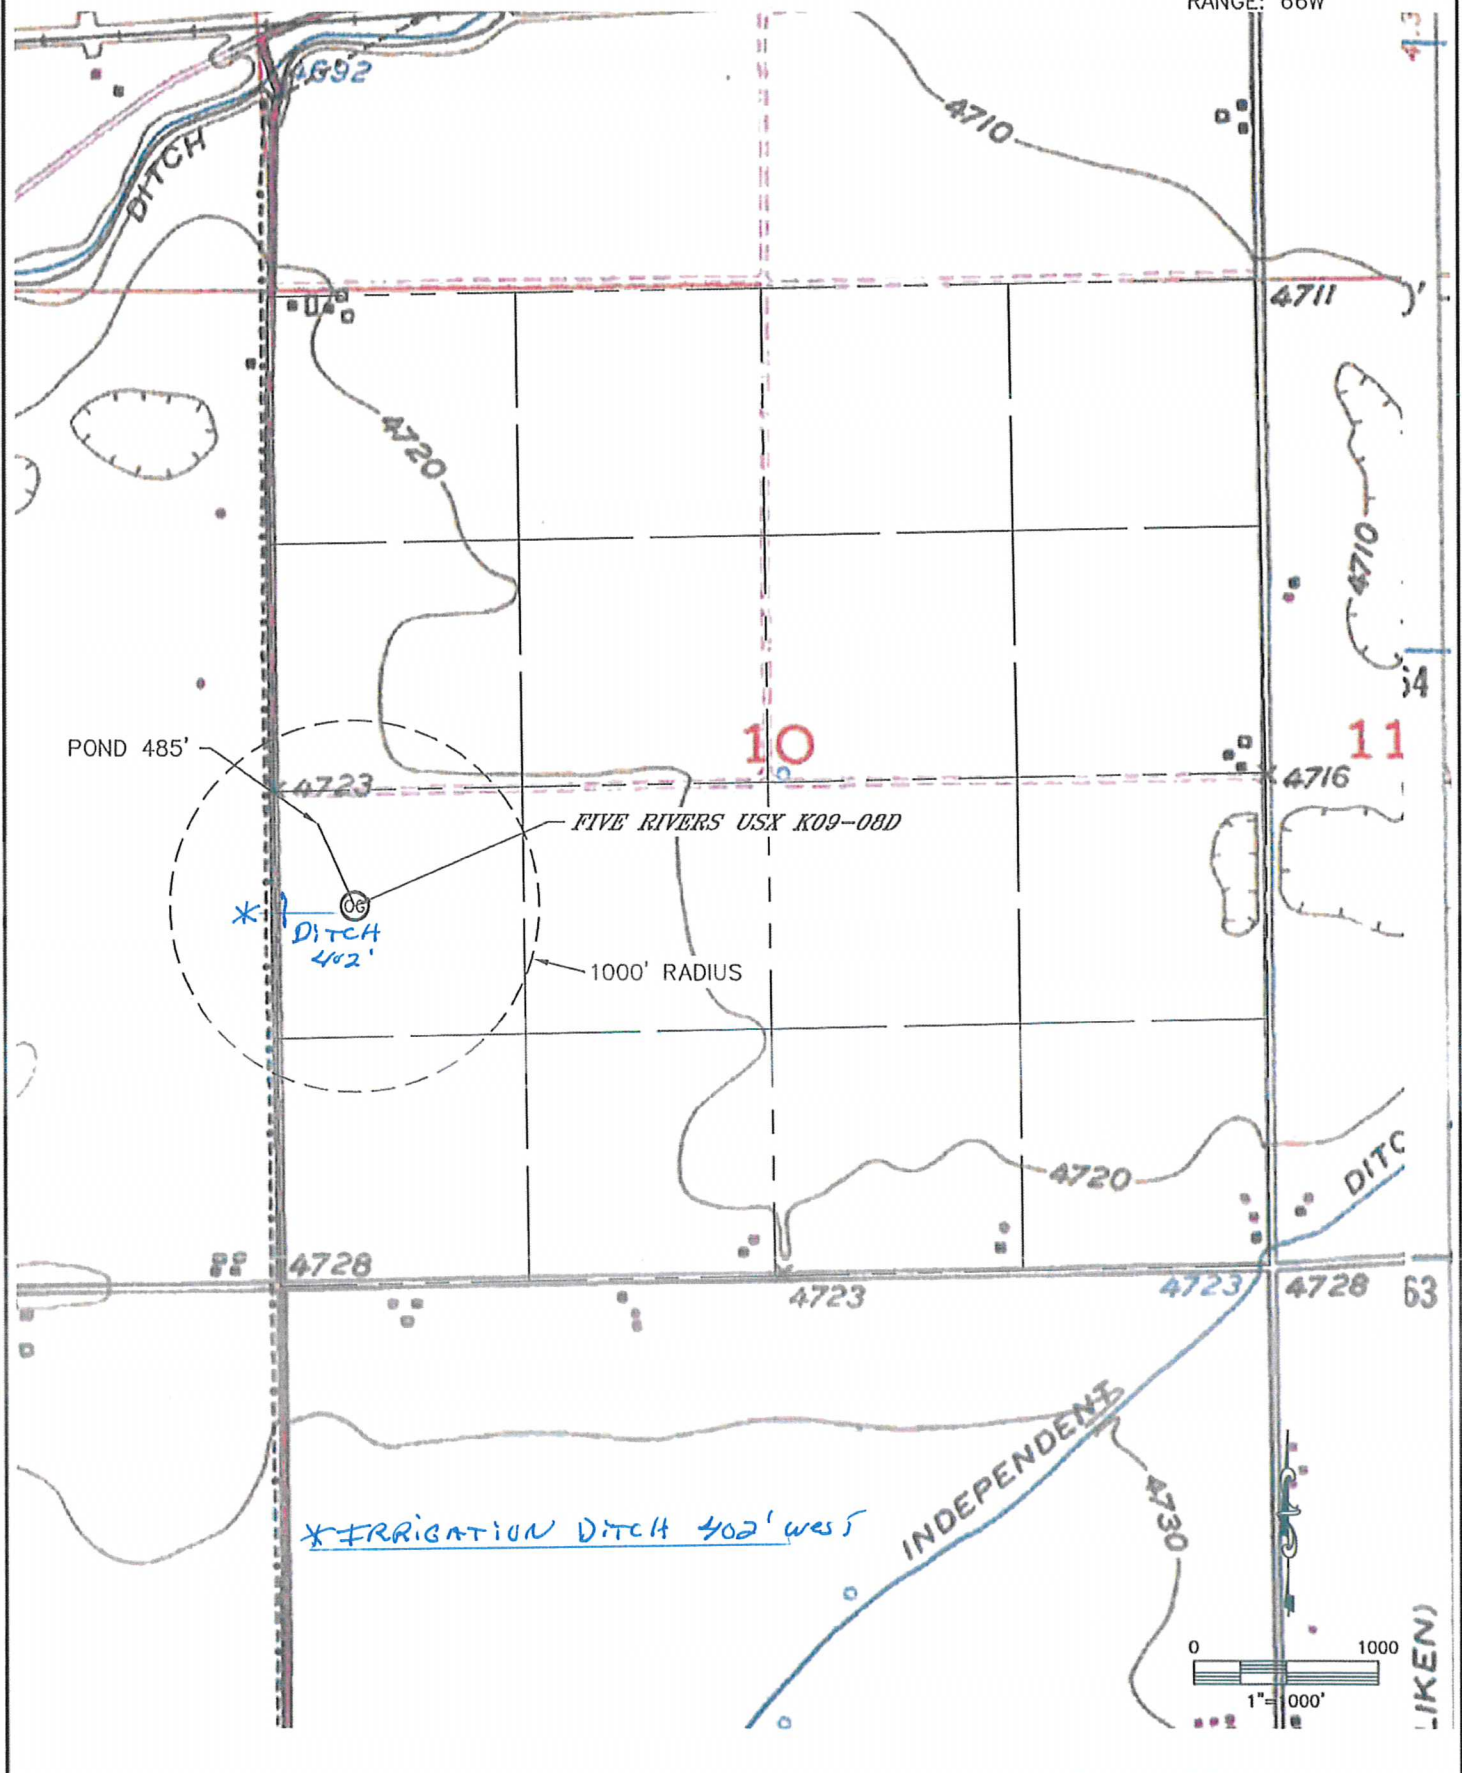 RANGE: 66W
4692
DITCH
4710
4711
4720
4710
POND 485'
10
11
4723
4716
FIVE RIVERS USX K09-08D
OG
* DITCH
402'
1000' RADIUS
4720
DITC
4728
4723
4723
4728
63
INDEPENDENT
4730
*IRRIGATION DITCH 402' west
0 1000
1"=1000'
LIKEN)